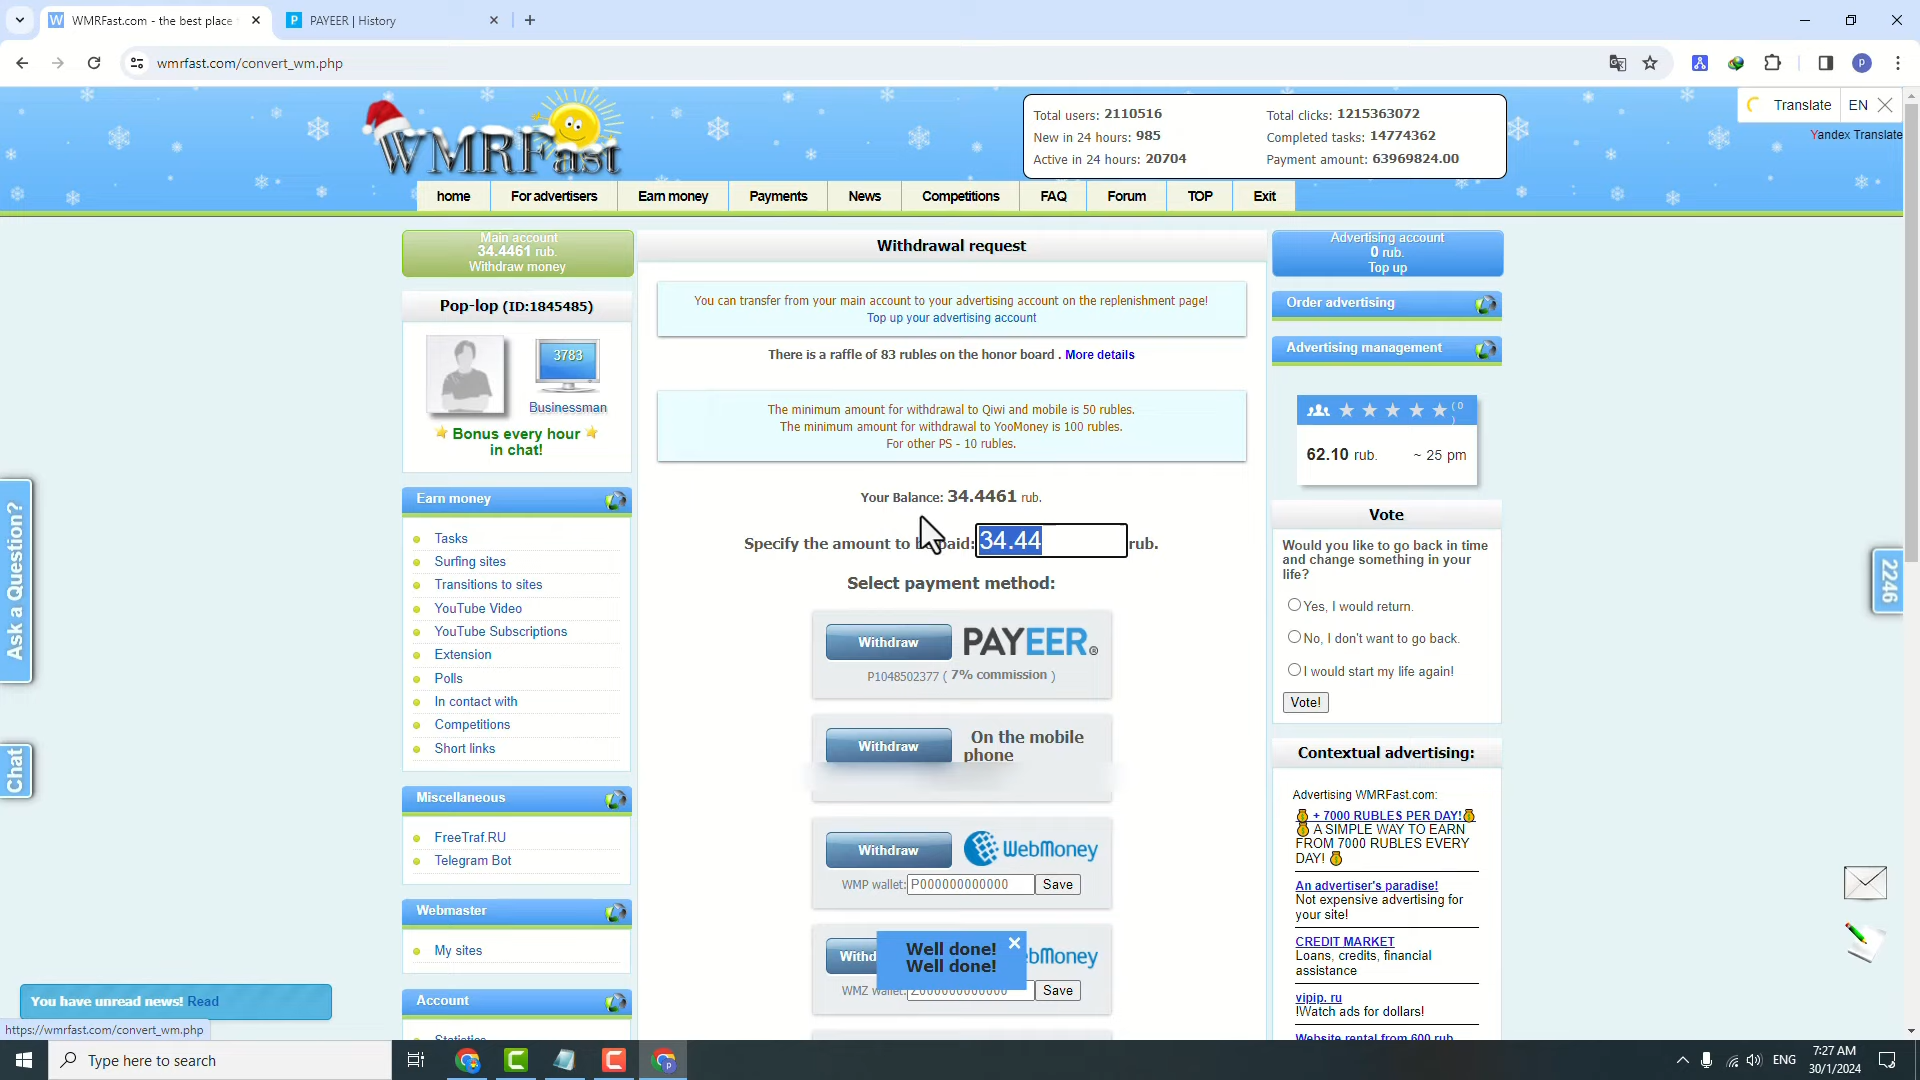 WMRFast.com - the best place
PAYEER | History
wmrfast.com/convert_wm.php
WMRFast
Total users: 2110516
New in 24 hours: 985
Active in 24 hours: 20704
Total clicks: 1215363072
Completed tasks: 14774362
Payment amount: 63969824.00
Translate EN
Yandex Translate
home
For advertisers
Earn money
Payments
News
Competitions
FAQ
Forum
TOP
Exit
Main account
34.4461 rub.
Withdraw money
Pop-lop (ID:1845485)
3783
Businessman
Bonus every hour
in chat!
Earn money
Tasks
Surfing sites
Transitions to sites
YouTube Video
YouTube Subscriptions
Extension
Polls
In contact with
Competitions
Short links
Miscellaneous
FreeTraf.RU
Telegram Bot
Webmaster
My sites
Account
Ask a Question?
Chat
You have unread news! Read
https://wmrfast.com/convert_wm.php
Withdrawal request
You can transfer from your main account to your advertising account on the replenishment page!
Top up your advertising account
There is a raffle of 83 rubles on the honor board . More details
The minimum amount for withdrawal to Qiwi and mobile is 50 rubles.
The minimum amount for withdrawal to YooMoney is 100 rubles.
For other PS - 10 rubles.
Your Balance: 34.4461 rub.
Specify the amount to be paid: 34.44 rub.
Select payment method:
Withdraw PAYEER®
P1048502377 ( 7% commission )
Withdraw On the mobile
phone
Withdraw WebMoney
WMP wallet: P000000000000 Save
WMZ wallet: Save
Well done!
Well done!
Advertising account
0 rub.
Top up
Order advertising
Advertising management
( 0
)
62.10 rub. ~ 25 pm
Vote
Would you like to go back in time
and change something in your
life?
Yes, I would return.
No, I don't want to go back.
I would start my life again!
Vote!
Contextual advertising:
Advertising WMRFast.com:
+ 7000 RUBLES PER DAY!
A SIMPLE WAY TO EARN
FROM 7000 RUBLES EVERY
DAY!
An advertiser's paradise!
Not expensive advertising for
your site!
CREDIT MARKET
Loans, credits, financial
assistance
vipip. ru
!Watch ads for dollars!
Website rental from 600 rub
2246
Type here to search
ENG
7:27 AM
30/1/2024